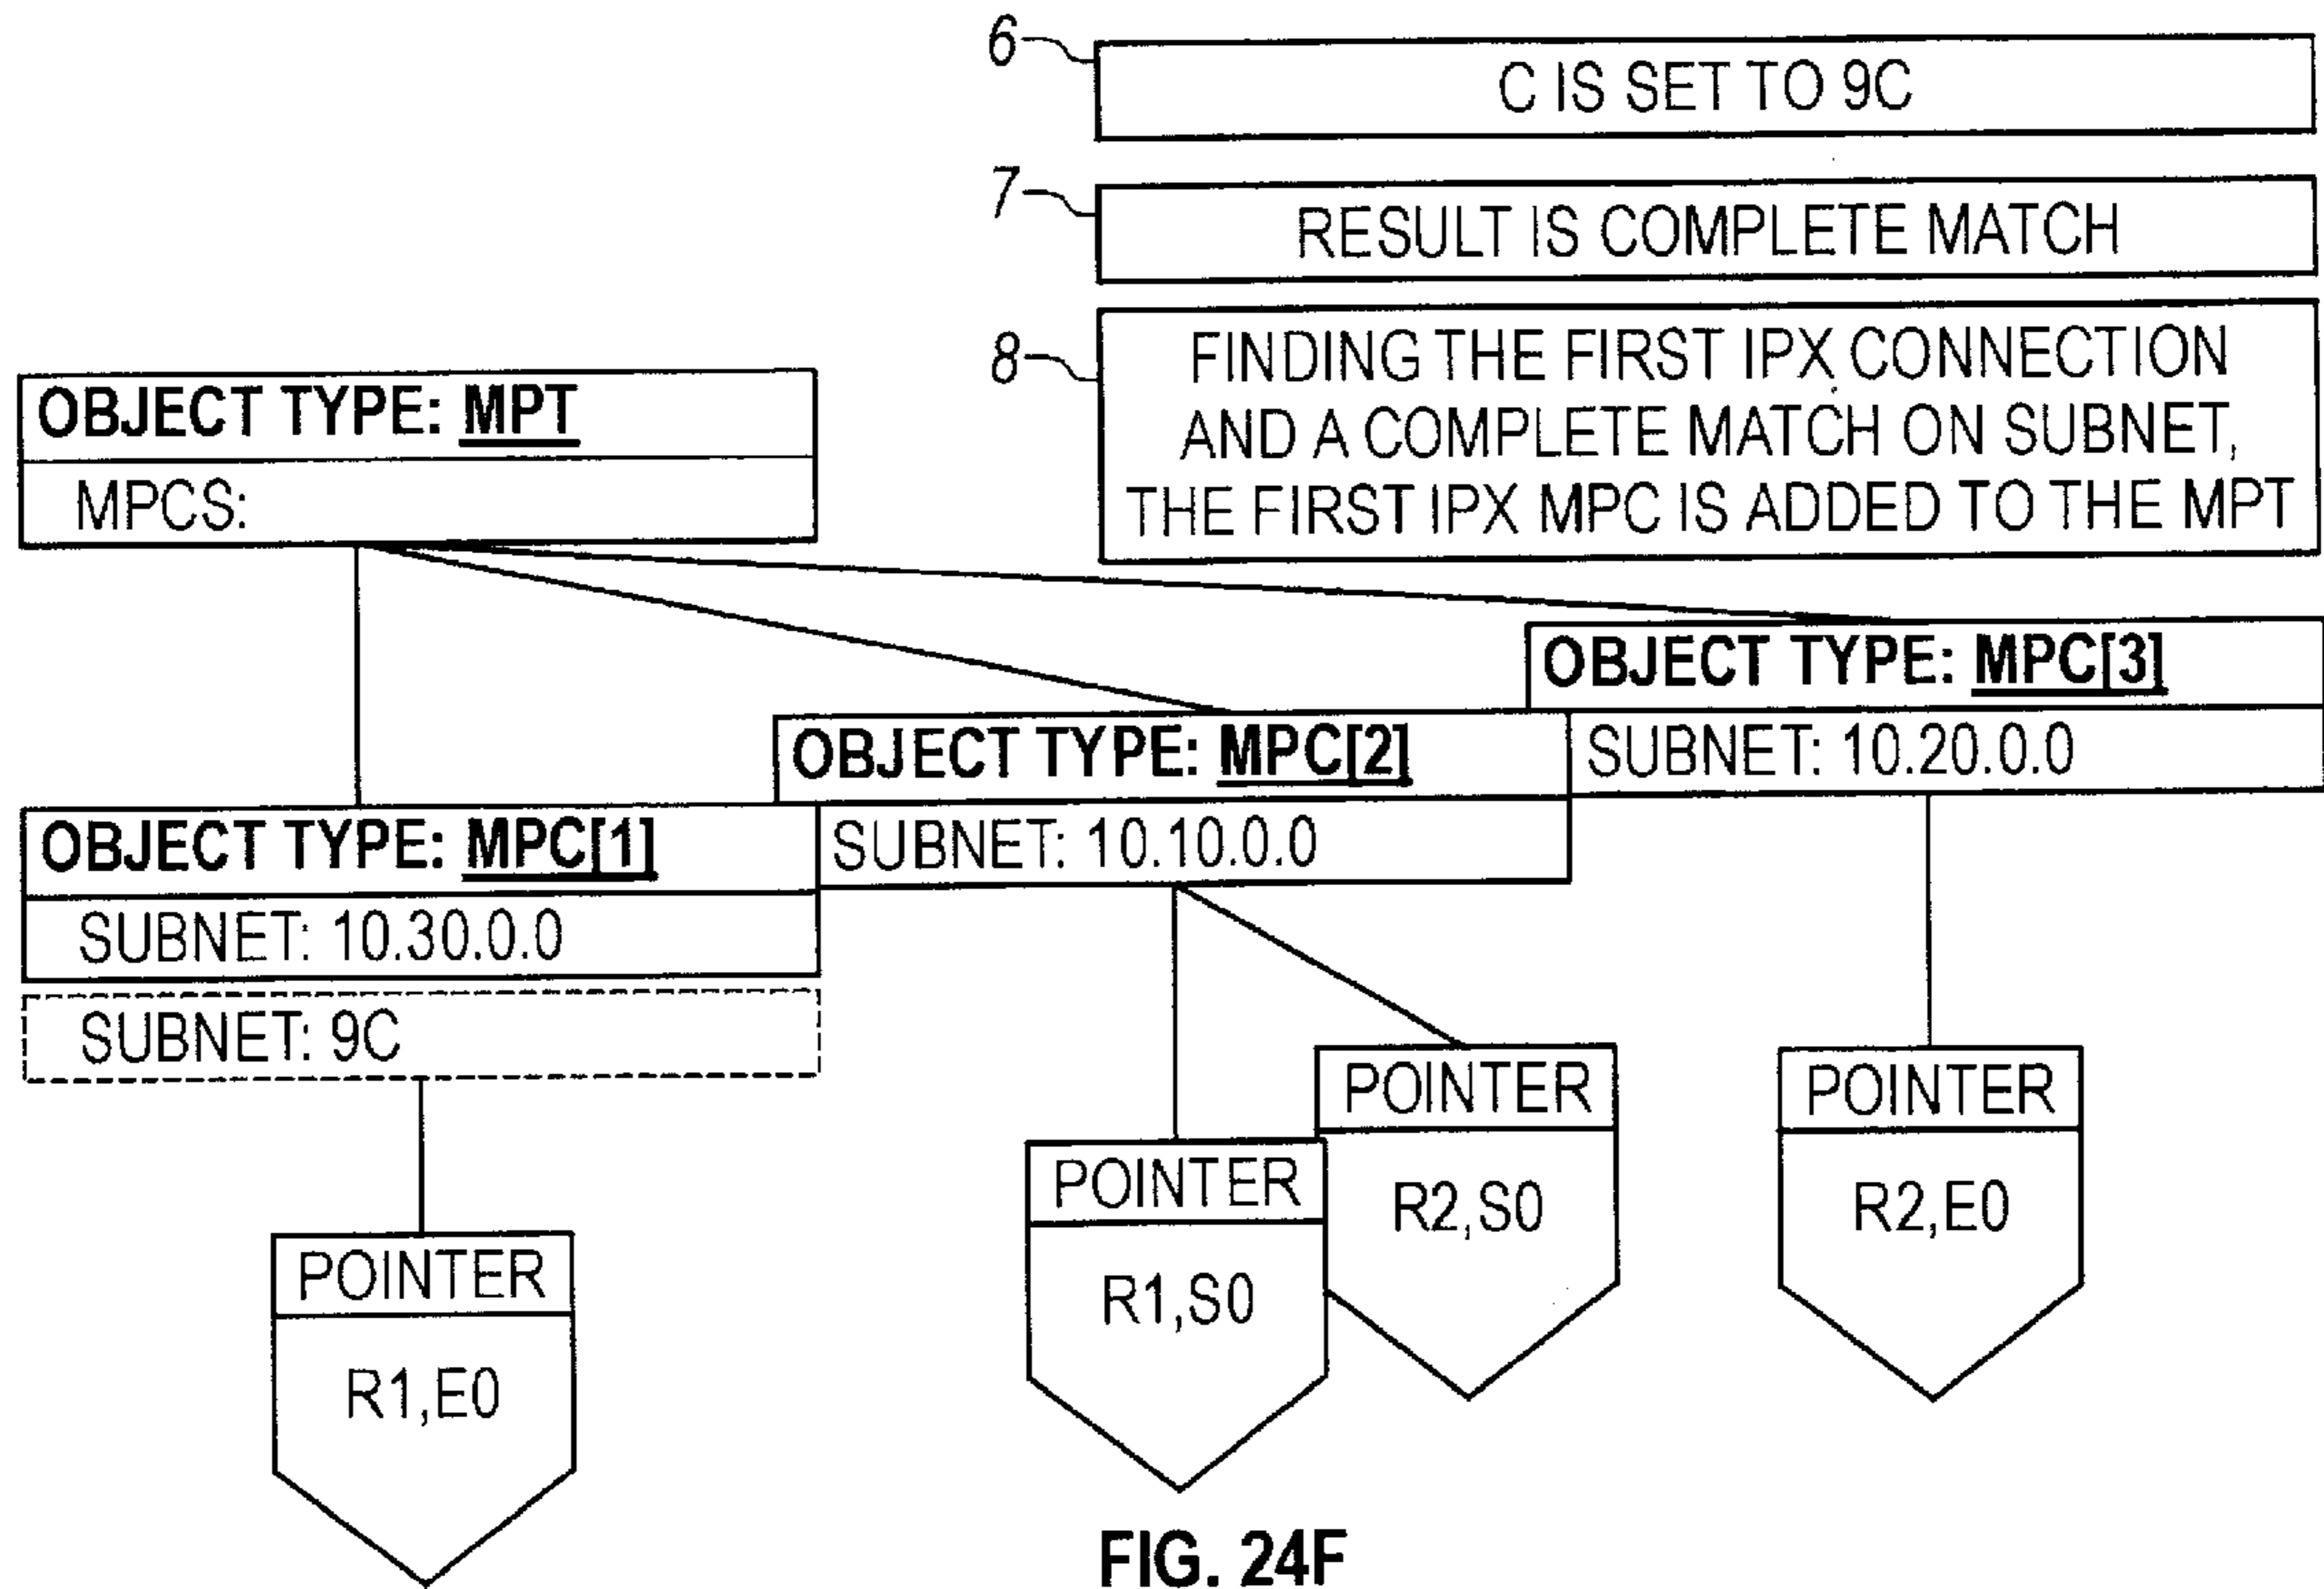 6
C IS SET TO 9C
7
RESULT IS COMPLETE MATCH
8
FINDING THE FIRST IPX CONNECTION
AND A COMPLETE MATCH ON SUBNET,
THE FIRST IPX MPC IS ADDED TO THE MPT
OBJECT TYPE: MPT
MPCS:
OBJECT TYPE: MPC[3]
SUBNET: 10.20.0.0
OBJECT TYPE: MPC[2]
SUBNET: 10.10.0.0
OBJECT TYPE: MPC[1]
SUBNET: 10.30.0.0
SUBNET: 9C
POINTER
R1,E0
POINTER
R1,S0
POINTER
R2,S0
POINTER
R2,E0
FIG. 24F